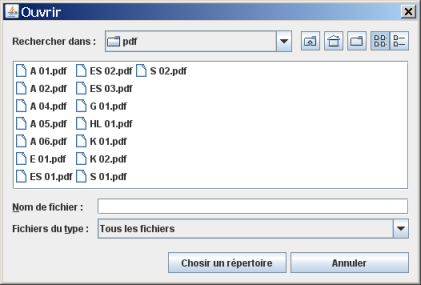 Ouvrir
Rechercher dans : pdf
A 01.pdf ES 02.pdf S 02.pdf
A 02.pdf ES 03.pdf
A 04.pdf G 01.pdf
A 05.pdf HL 01.pdf
A 06.pdf K 01.pdf
E 01.pdf K 02.pdf
ES 01.pdf S 01.pdf
Nom de fichier :
Fichiers du type : Tous les fichiers
Chosir un répertoire Annuler